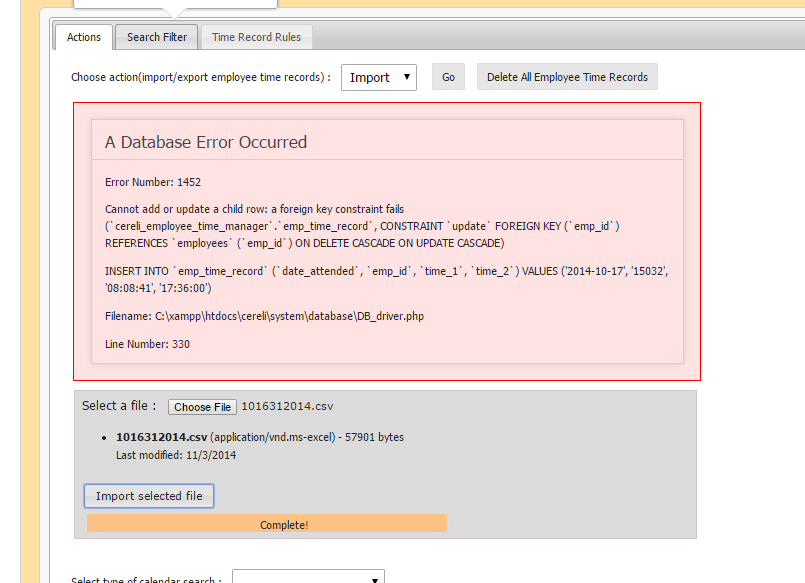 Actions
Search Filter
Time Record Rules
Choose action(import/export employee time records) :
Import
Go
Delete All Employee Time Records
A Database Error Occurred
Error Number: 1452
Cannot add or update a child row: a foreign key constraint fails
(`cereli_employee_time_manager`.`emp_time_record`, CONSTRAINT `update` FOREIGN KEY (`emp_id`)
REFERENCES `employees` (`emp_id`) ON DELETE CASCADE ON UPDATE CASCADE)
INSERT INTO `emp_time_record` (`date_attended`, `emp_id`, `time_1`, `time_2`) VALUES ('2014-10-17', '15032',
'08:08:41', '17:36:00')
Filename: C:\xampp\htdocs\cereli\system\database\DB_driver.php
Line Number: 330
Select a file :
Choose File
1016312014.csv
1016312014.csv (application/vnd.ms-excel) - 57901 bytes
Last modified: 11/3/2014
Import selected file
Complete!
Select type of calendar search :